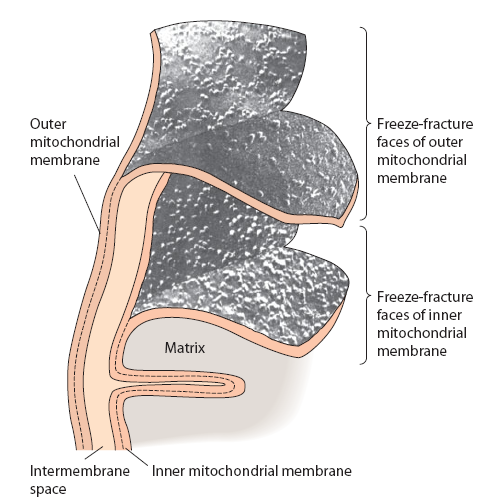 Outer
mitochondrial
membrane
Freeze-fracture
faces of outer
mitochondrial
membrane
Freeze-fracture
faces of inner
mitochondrial
membrane
Matrix
Intermembrane
space
Inner mitochondrial membrane